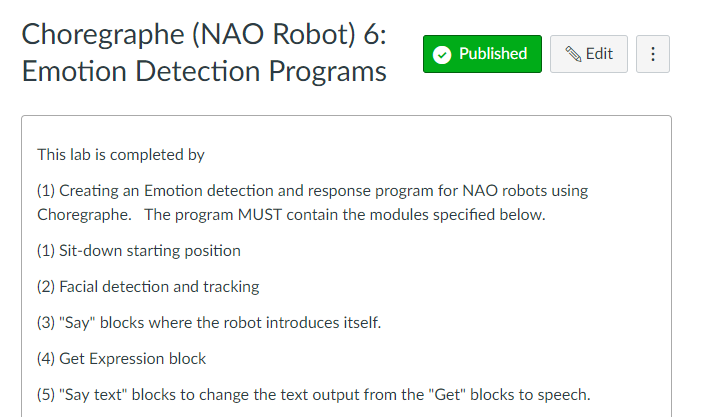 Choregraphe (NAO Robot) 6:
Emotion Detection Programs
Published
Edit
This lab is completed by
(1) Creating an Emotion detection and response program for NAO robots using
Choregraphe.   The program MUST contain the modules specified below.
(1) Sit-down starting position
(2) Facial detection and tracking
(3) "Say" blocks where the robot introduces itself.
(4) Get Expression block
(5) "Say text" blocks to change the text output from the "Get" blocks to speech.